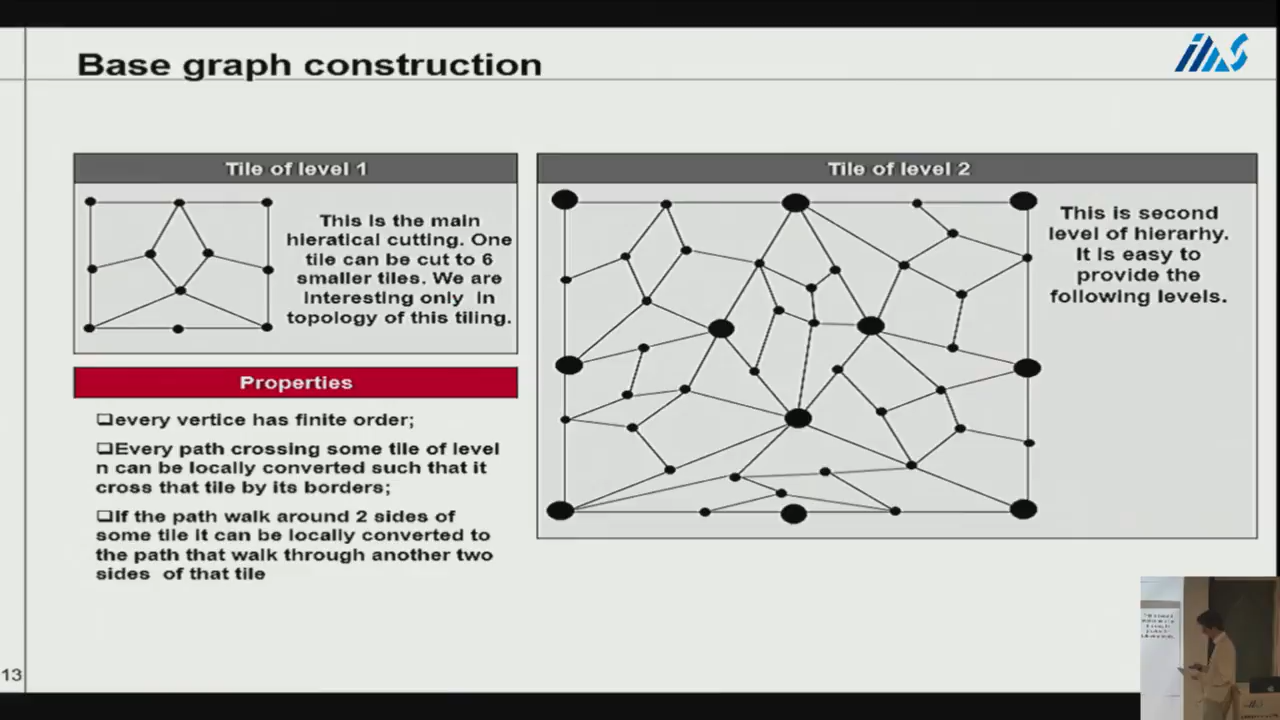 Base graph construction
IIAS
Tile of level 1
This is the main
hieratical cutting. One
tile can be cut to 6
smaller tiles. We are
interesting only in
topology of this tiling.
Properties
❑every vertice has finite order;
❑Every path crossing some tile of level
n can be locally converted such that it
cross that tile by its borders;
❑If the path walk around 2 sides of
some tile it can be locally converted to
the path that walk through another two
sides of that tile
Tile of level 2
This is second
level of hierarhy.
It is easy to
provide the
following levels.
13